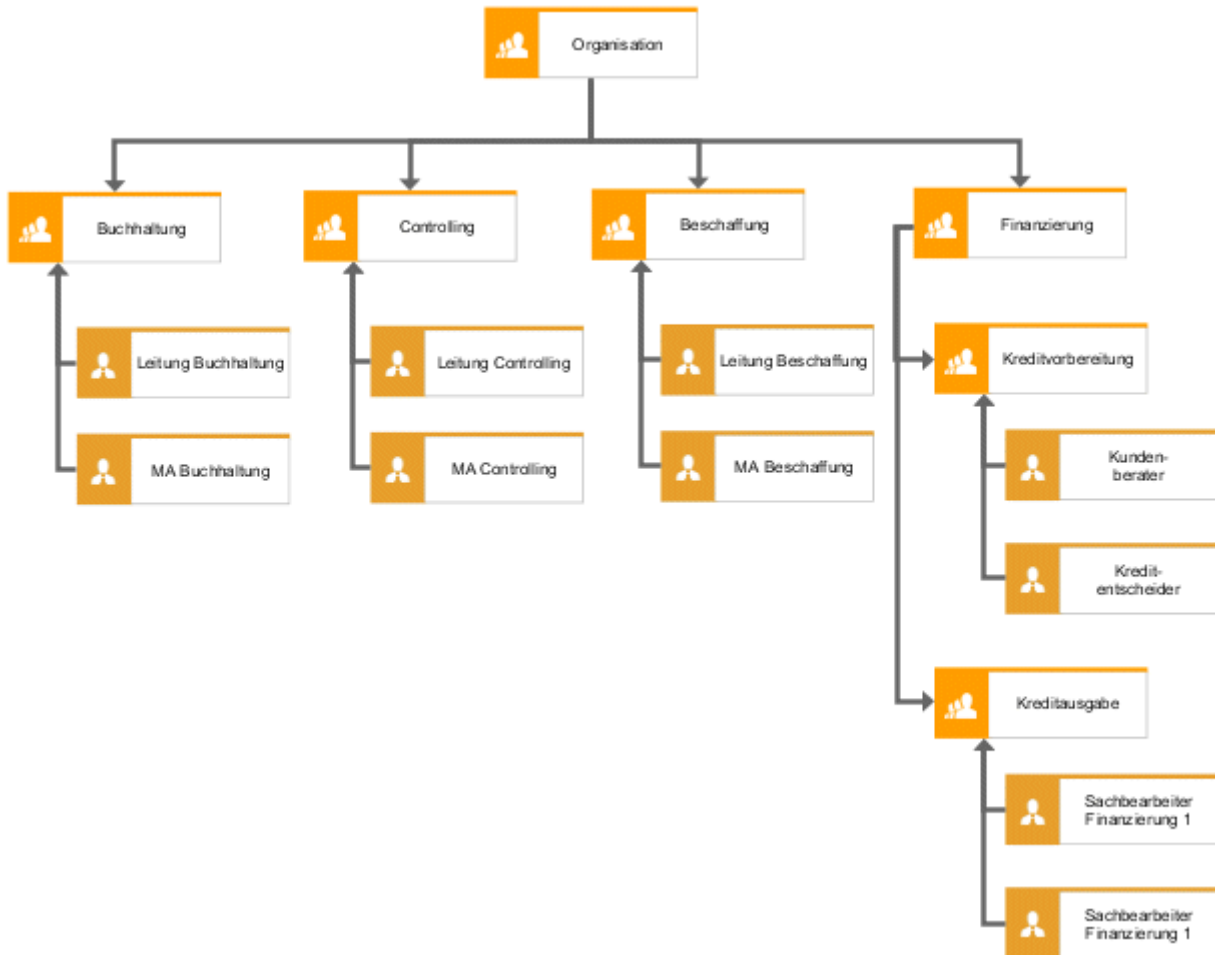 Organisation
Buchhaltung
Controlling
Beschaffung
Finanzierung
Leitung Buchhaltung
Leitung Controlling
Leitung Beschaffung
Kreditvorbereitung
MA Buchhaltung
MA Controlling
MA Beschaffung
Kunden-
berater
Kredit-
entscheider
Kreditausgabe
Sachbearbeiter
Finanzierung 1
Sachbearbeiter
Finanzierung 1